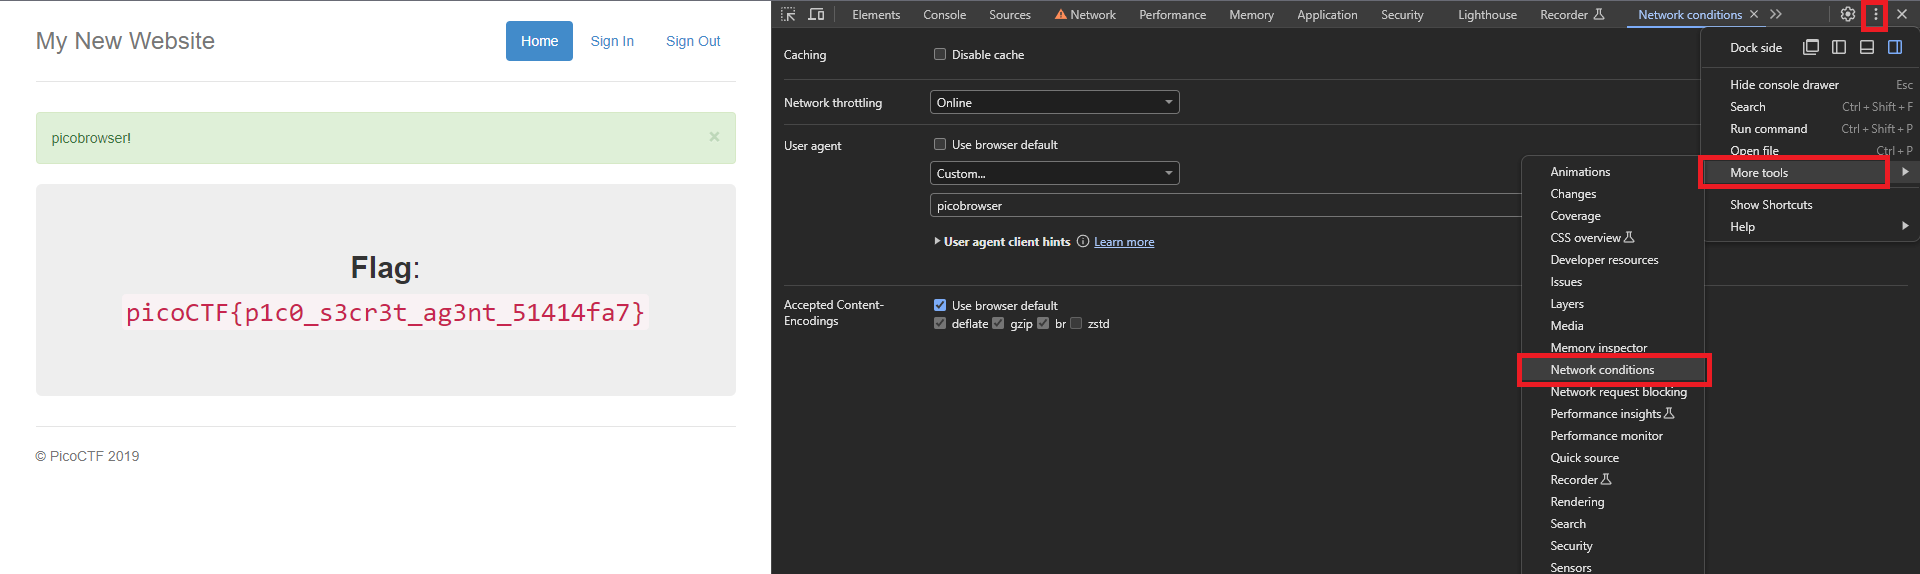 My New Website
Home Sign In Sign Out
picobrowser! ×
Flag:
picoCTF{p1c0_s3cr3t_ag3nt_51414fa7}
© PicoCTF 2019
Elements Console Sources Network Performance Memory Application Security Lighthouse Recorder Network conditions
Caching
Disable cache
Network throttling
Online
User agent
Use browser default
Custom...
picobrowser
User agent client hints Learn more
Accepted Content-
Encodings
Use browser default
deflate gzip br zstd
Dock side
Hide console drawer Esc
Search Ctrl + Shift + F
Run command Ctrl + Shift + P
Open file Ctrl + P
More tools
Show Shortcuts
Help
Animations
Changes
Coverage
CSS overview
Developer resources
Issues
Layers
Media
Memory inspector
Network conditions
Network request blocking
Performance insights
Performance monitor
Quick source
Recorder
Rendering
Search
Security
Sensors